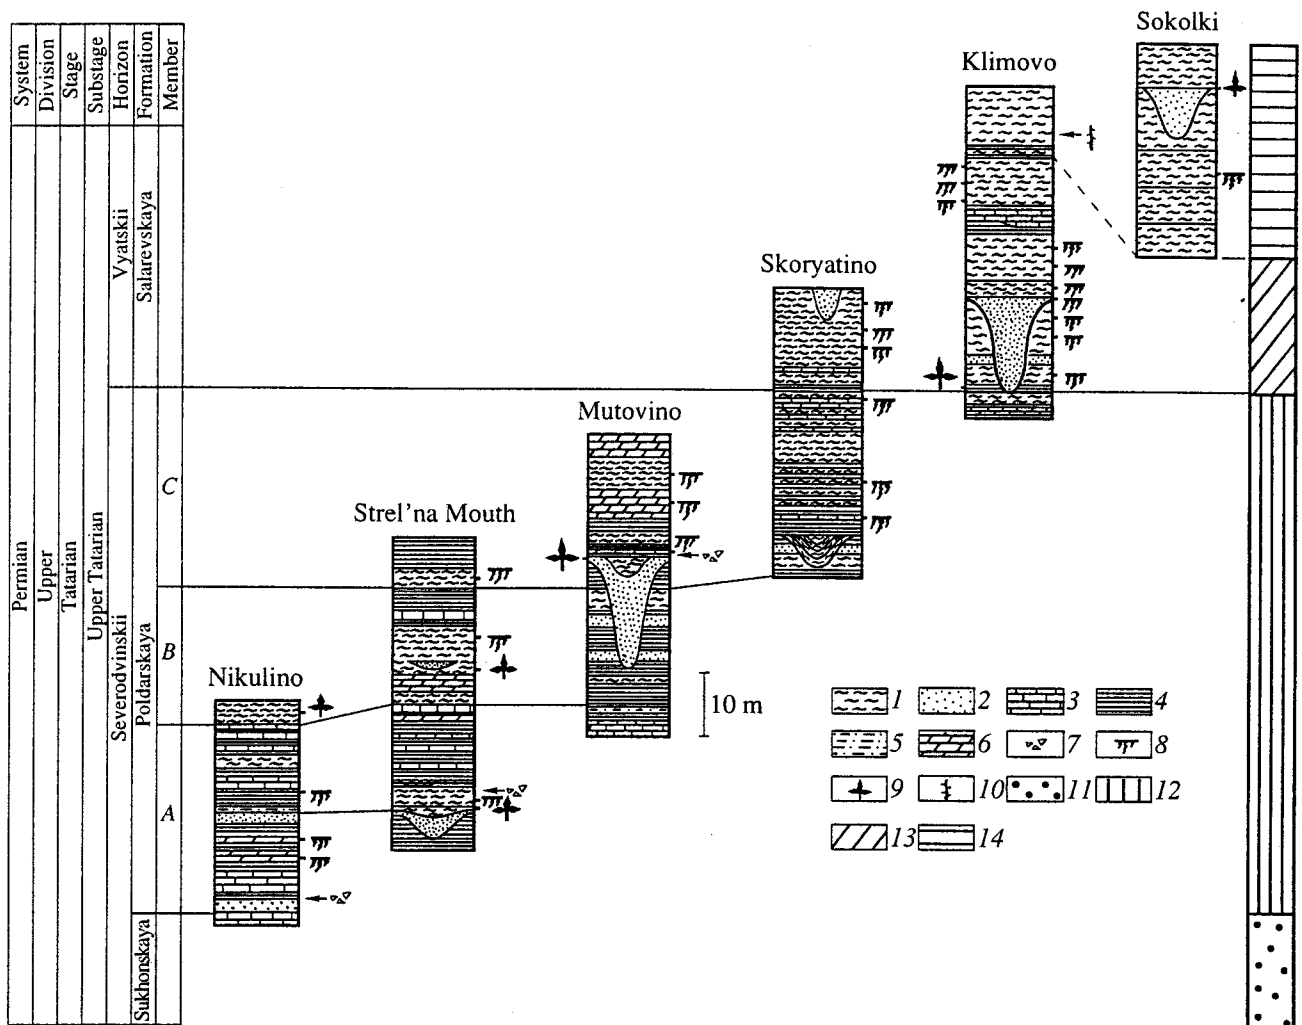 System
Division
Stage
Substage
Horizon
Formation
Member
Permian
Upper
Tatarian
Upper Tatarian
Vyatskii
Severodvinskii
Salarevskaya
Poldarskaya
Sukhonskaya
C
B
A
Nikulino
Strel'na Mouth
Mutovino
Skoryatino
Klimovo
Sokolki
10 m
1 2 3 4
5 6 7 8
9 10 11 12
13 14